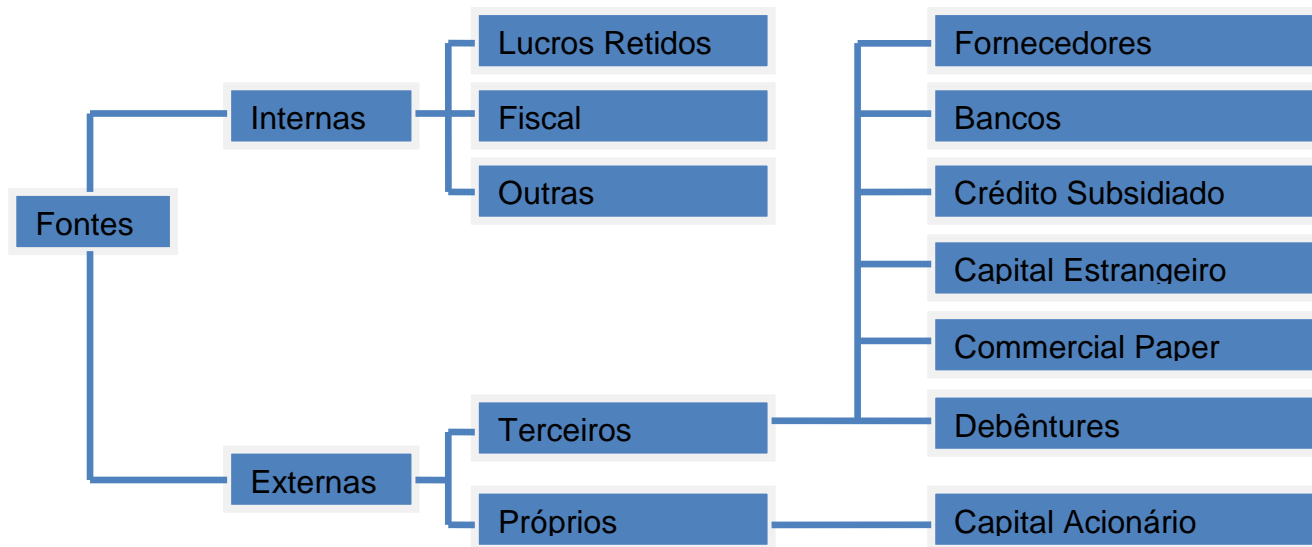 Fontes
Internas
Lucros Retidos
Fiscal
Outras
Externas
Terceiros
Fornecedores
Bancos
Crédito Subsidiado
Capital Estrangeiro
Commercial Paper
Debêntures
Próprios
Capital Acionário